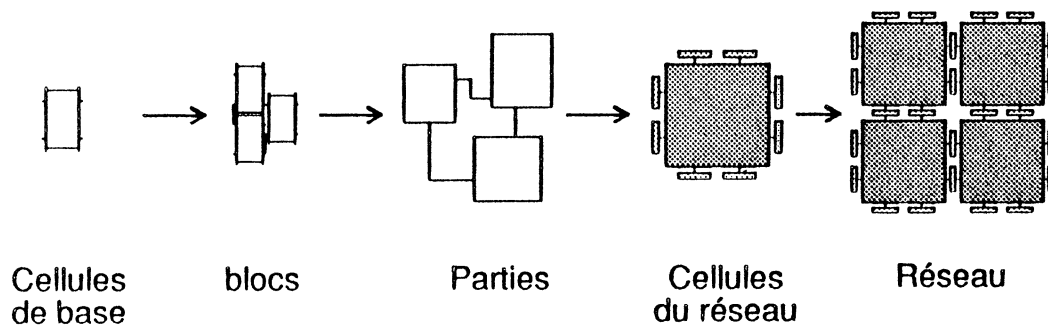 Cellules
de base
blocs
Parties
Cellules
du réseau
Réseau